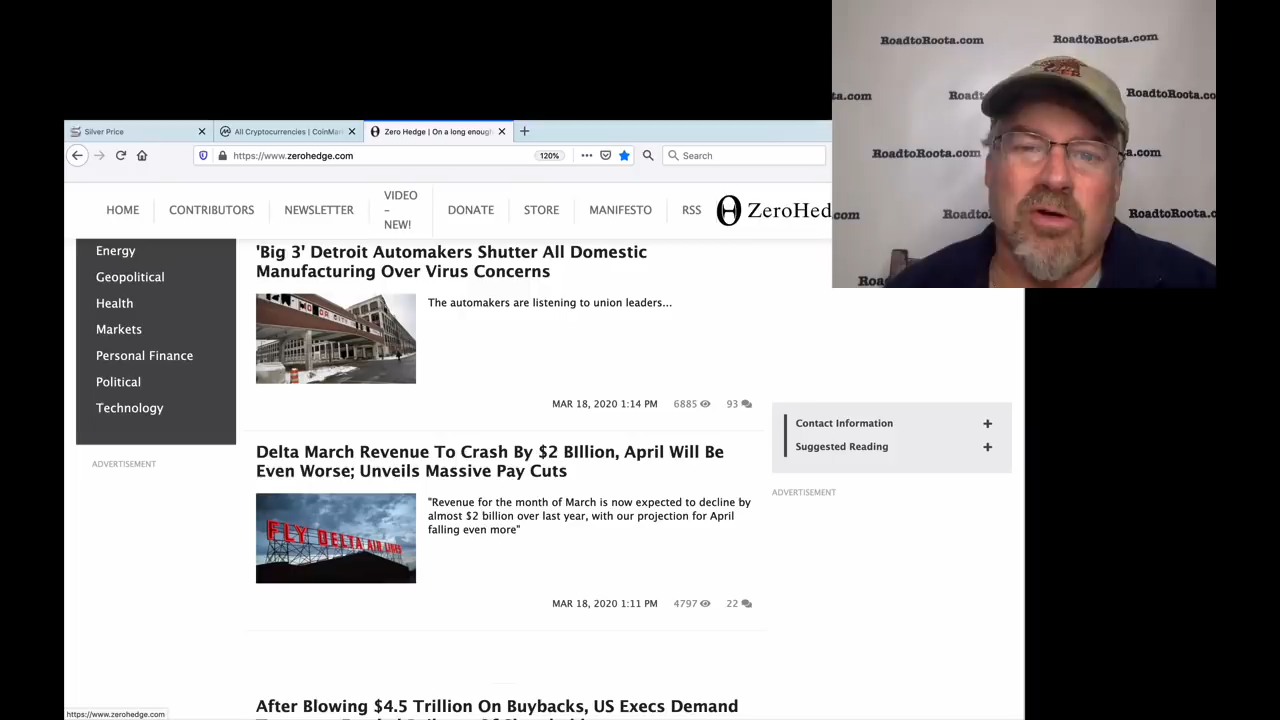 RoadtoRoota.com
RoadtoRoota.com
a.com
RoadtoRoota.com
RoadtoRoota.com
a.com
Roadto
RoadtoRoota.com
Roa
Silver Price
All Cryptocurrencies | CoinMar
Zero Hedge | On a long enough
https://www.zerohedge.com
120%
Search
HOME
CONTRIBUTORS
NEWSLETTER
VIDEO
–
NEW!
DONATE
STORE
MANIFESTO
RSS
ZeroHed
Energy
Geopolitical
Health
Markets
Personal Finance
Political
Technology
ADVERTISEMENT
'Big 3' Detroit Automakers Shutter All Domestic
Manufacturing Over Virus Concerns
The automakers are listening to union leaders...
MAR 18, 2020 1:14 PM 6885 93
Delta March Revenue To Crash By $2 BIllion, April Will Be
Even Worse; Unveils Massive Pay Cuts
FLY DELTA AIR LINES
"Revenue for the month of March is now expected to decline by
almost $2 billion over last year, with our projection for April
falling even more"
MAR 18, 2020 1:11 PM 4797 22
After Blowing $4.5 Trillion On Buybacks, US Execs Demand
Contact Information
Suggested Reading
ADVERTISEMENT
https://www.zerohedge.com